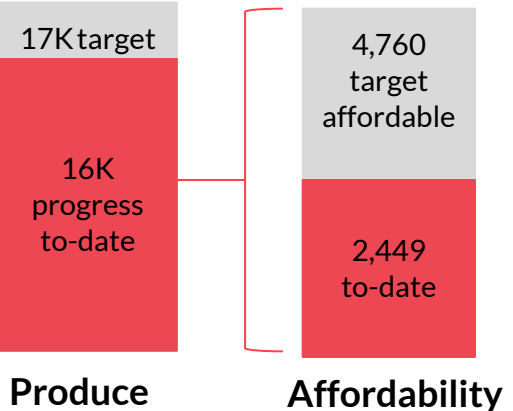 17K target
16K
progress
to-date
Produce
4,760
target
affordable
2,449
to-date
Affordability